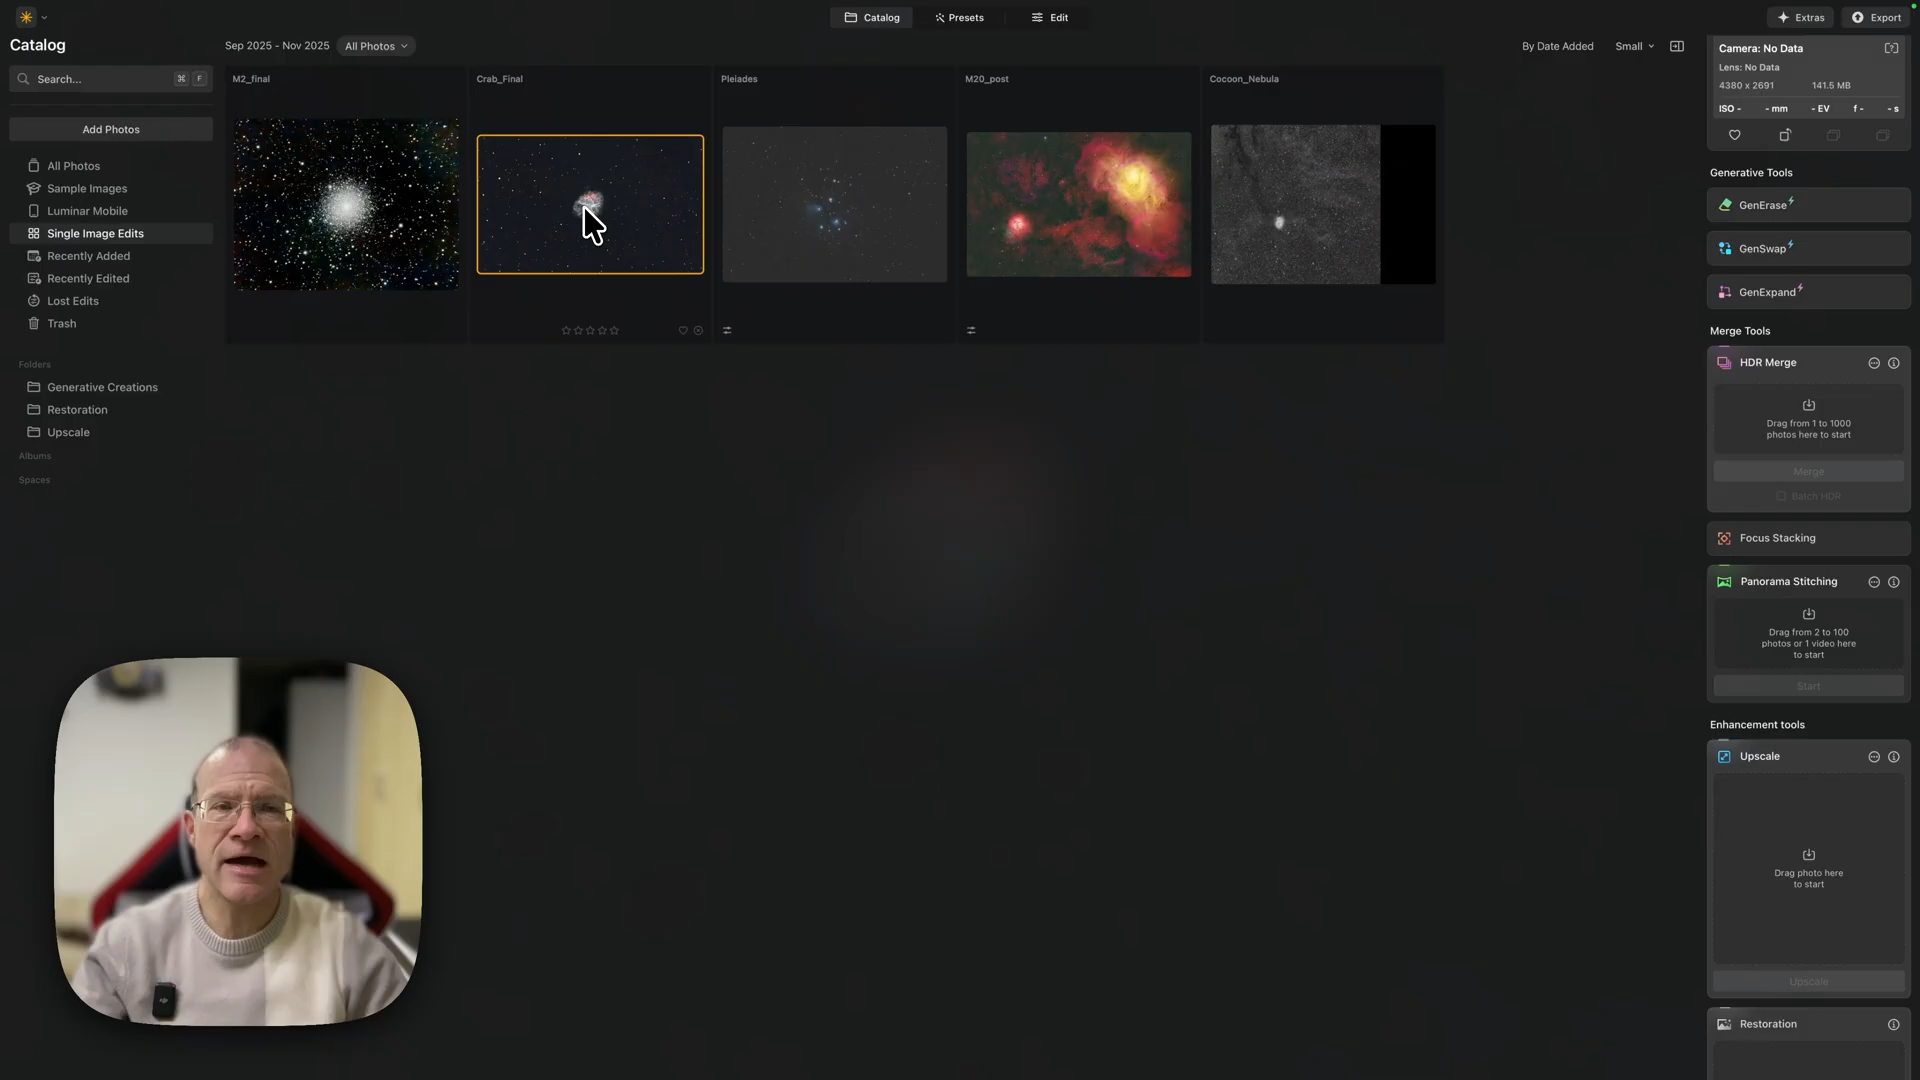 Catalog
Presets
Edit
Extras
Export
Catalog
Sep 2025 - Nov 2025
All Photos
By Date Added
Small
Search...
⌘ F
Add Photos
All Photos
Sample Images
Luminar Mobile
Single Image Edits
Recently Added
Recently Edited
Lost Edits
Trash
Folders
Generative Creations
Restoration
Upscale
Albums
Spaces
M2_final
Crab_Final
Pleiades
M20_post
Cocoon_Nebula
Camera: No Data
Lens: No Data
4380 x 2691 141.5 MB
ISO - - mm - EV f - - s
Generative Tools
GenErase
GenSwap
GenExpand
Merge Tools
HDR Merge
Drag from 1 to 1000
photos here to start
Merge
Batch HDR
Focus Stacking
Panorama Stitching
Drag from 2 to 100
photos or 1 video here
to start
Start
Enhancement tools
Upscale
Drag photo here
to start
Upscale
Restoration